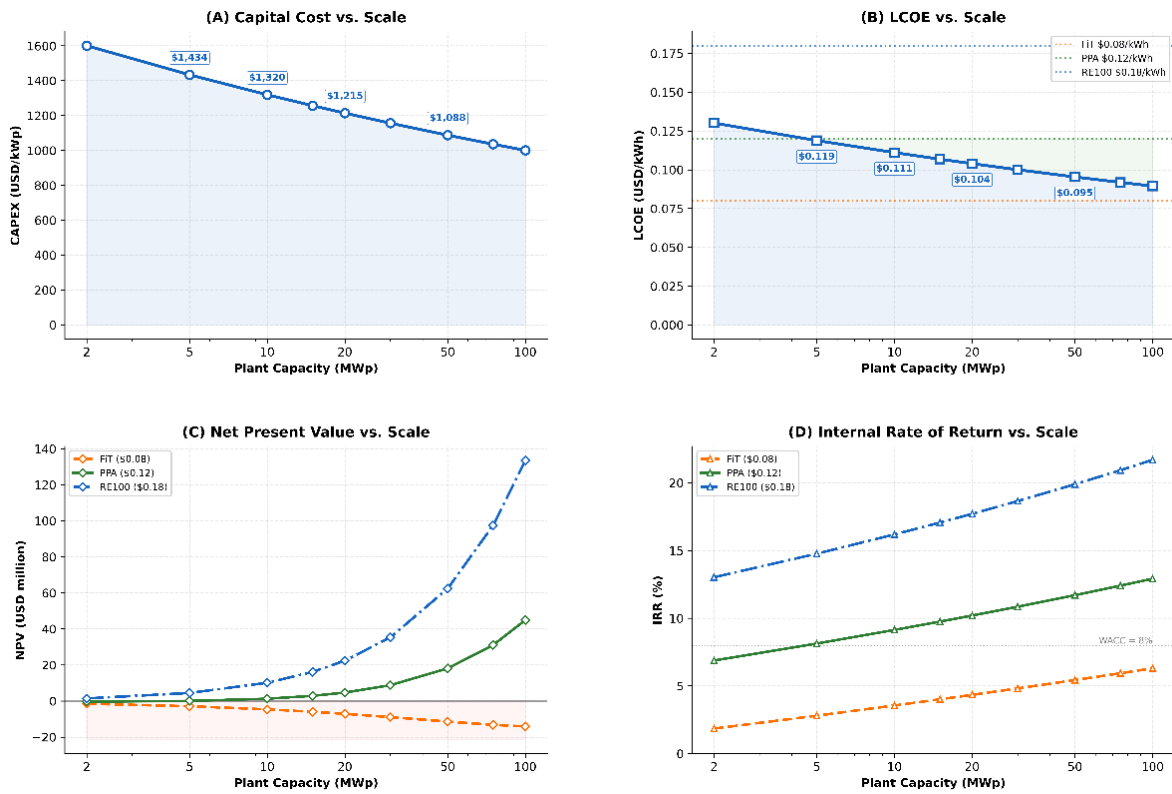 (A) Capital Cost vs. Scale
CAPEX (USD/kWp)
1600
1400
1200
1000
800
600
400
200
0
$1,434
$1,320
$1,215
$1,088
2
5
10
20
50
100
Plant Capacity (MWp)
(B) LCOE vs. Scale
LCOE (USD/kWh)
0.175
0.150
0.125
0.100
0.075
0.050
0.025
0.000
FiT $0.08/kWh
PPA $0.12/kWh
RE100 $0.18/kWh
$0.119
$0.111
$0.104
$0.095
2
5
10
20
50
100
Plant Capacity (MWp)
(C) Net Present Value vs. Scale
NPV (USD million)
140
120
100
80
60
40
20
0
−20
FiT ($0.08)
PPA ($0.12)
RE100 ($0.18)
2
5
10
20
50
100
Plant Capacity (MWp)
(D) Internal Rate of Return vs. Scale
IRR (%)
20
15
10
5
0
FiT ($0.08)
PPA ($0.12)
RE100 ($0.18)
WACC = 8%
2
5
10
20
50
100
Plant Capacity (MWp)